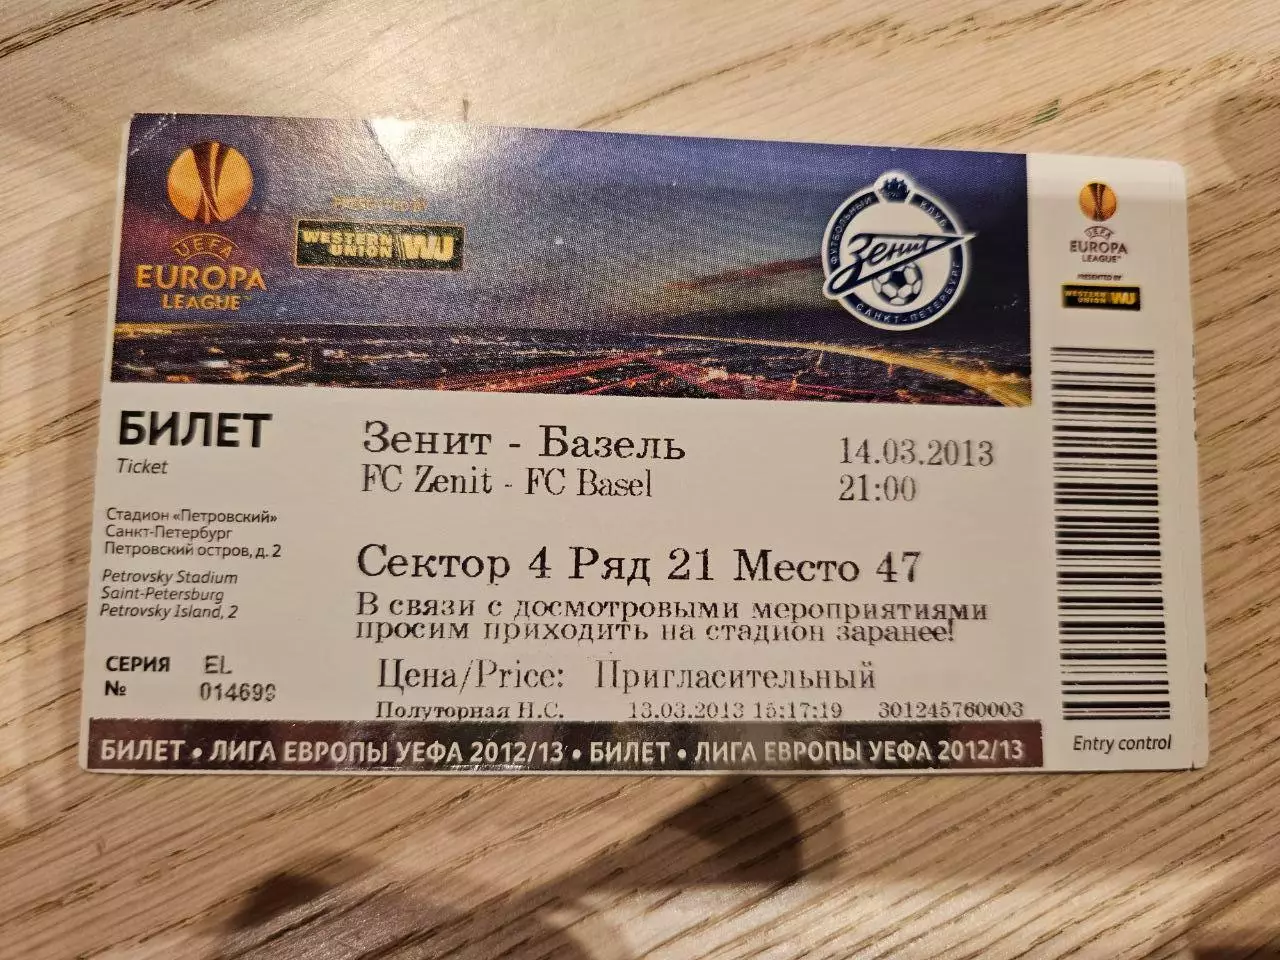 UEFA
EUROPA
LEAGUE
WESTERN
UNION WU
ФУТБОЛЬНЫЙ КЛУБ
Зенит
САНКТ-ПЕТЕРБУРГ
UEFA
EUROPA
LEAGUE
PRESENTED BY
WESTERN
UNION WU
БИЛЕТ
Ticket
Зенит - Базель
FC Zenit - FC Basel
14.03.2013
21:00
Стадион «Петровский»
Санкт-Петербург
Петровский остров, д. 2
Petrovsky Stadium
Saint-Petersburg
Petrovsky Island, 2
Сектор 4 Ряд 21 Место 47
В связи с досмотровыми мероприятиями
просим приходить на стадион заранее!
СЕРИЯ EL
№ 014699
Цена/Price: Пригласительный
Полуторная Н.С. 13.03.2013 15:17:19 301245760003
БИЛЕТ • ЛИГА ЕВРОПЫ УЕФА 2012/13 • БИЛЕТ • ЛИГА ЕВРОПЫ УЕФА 2012/13
Entry control